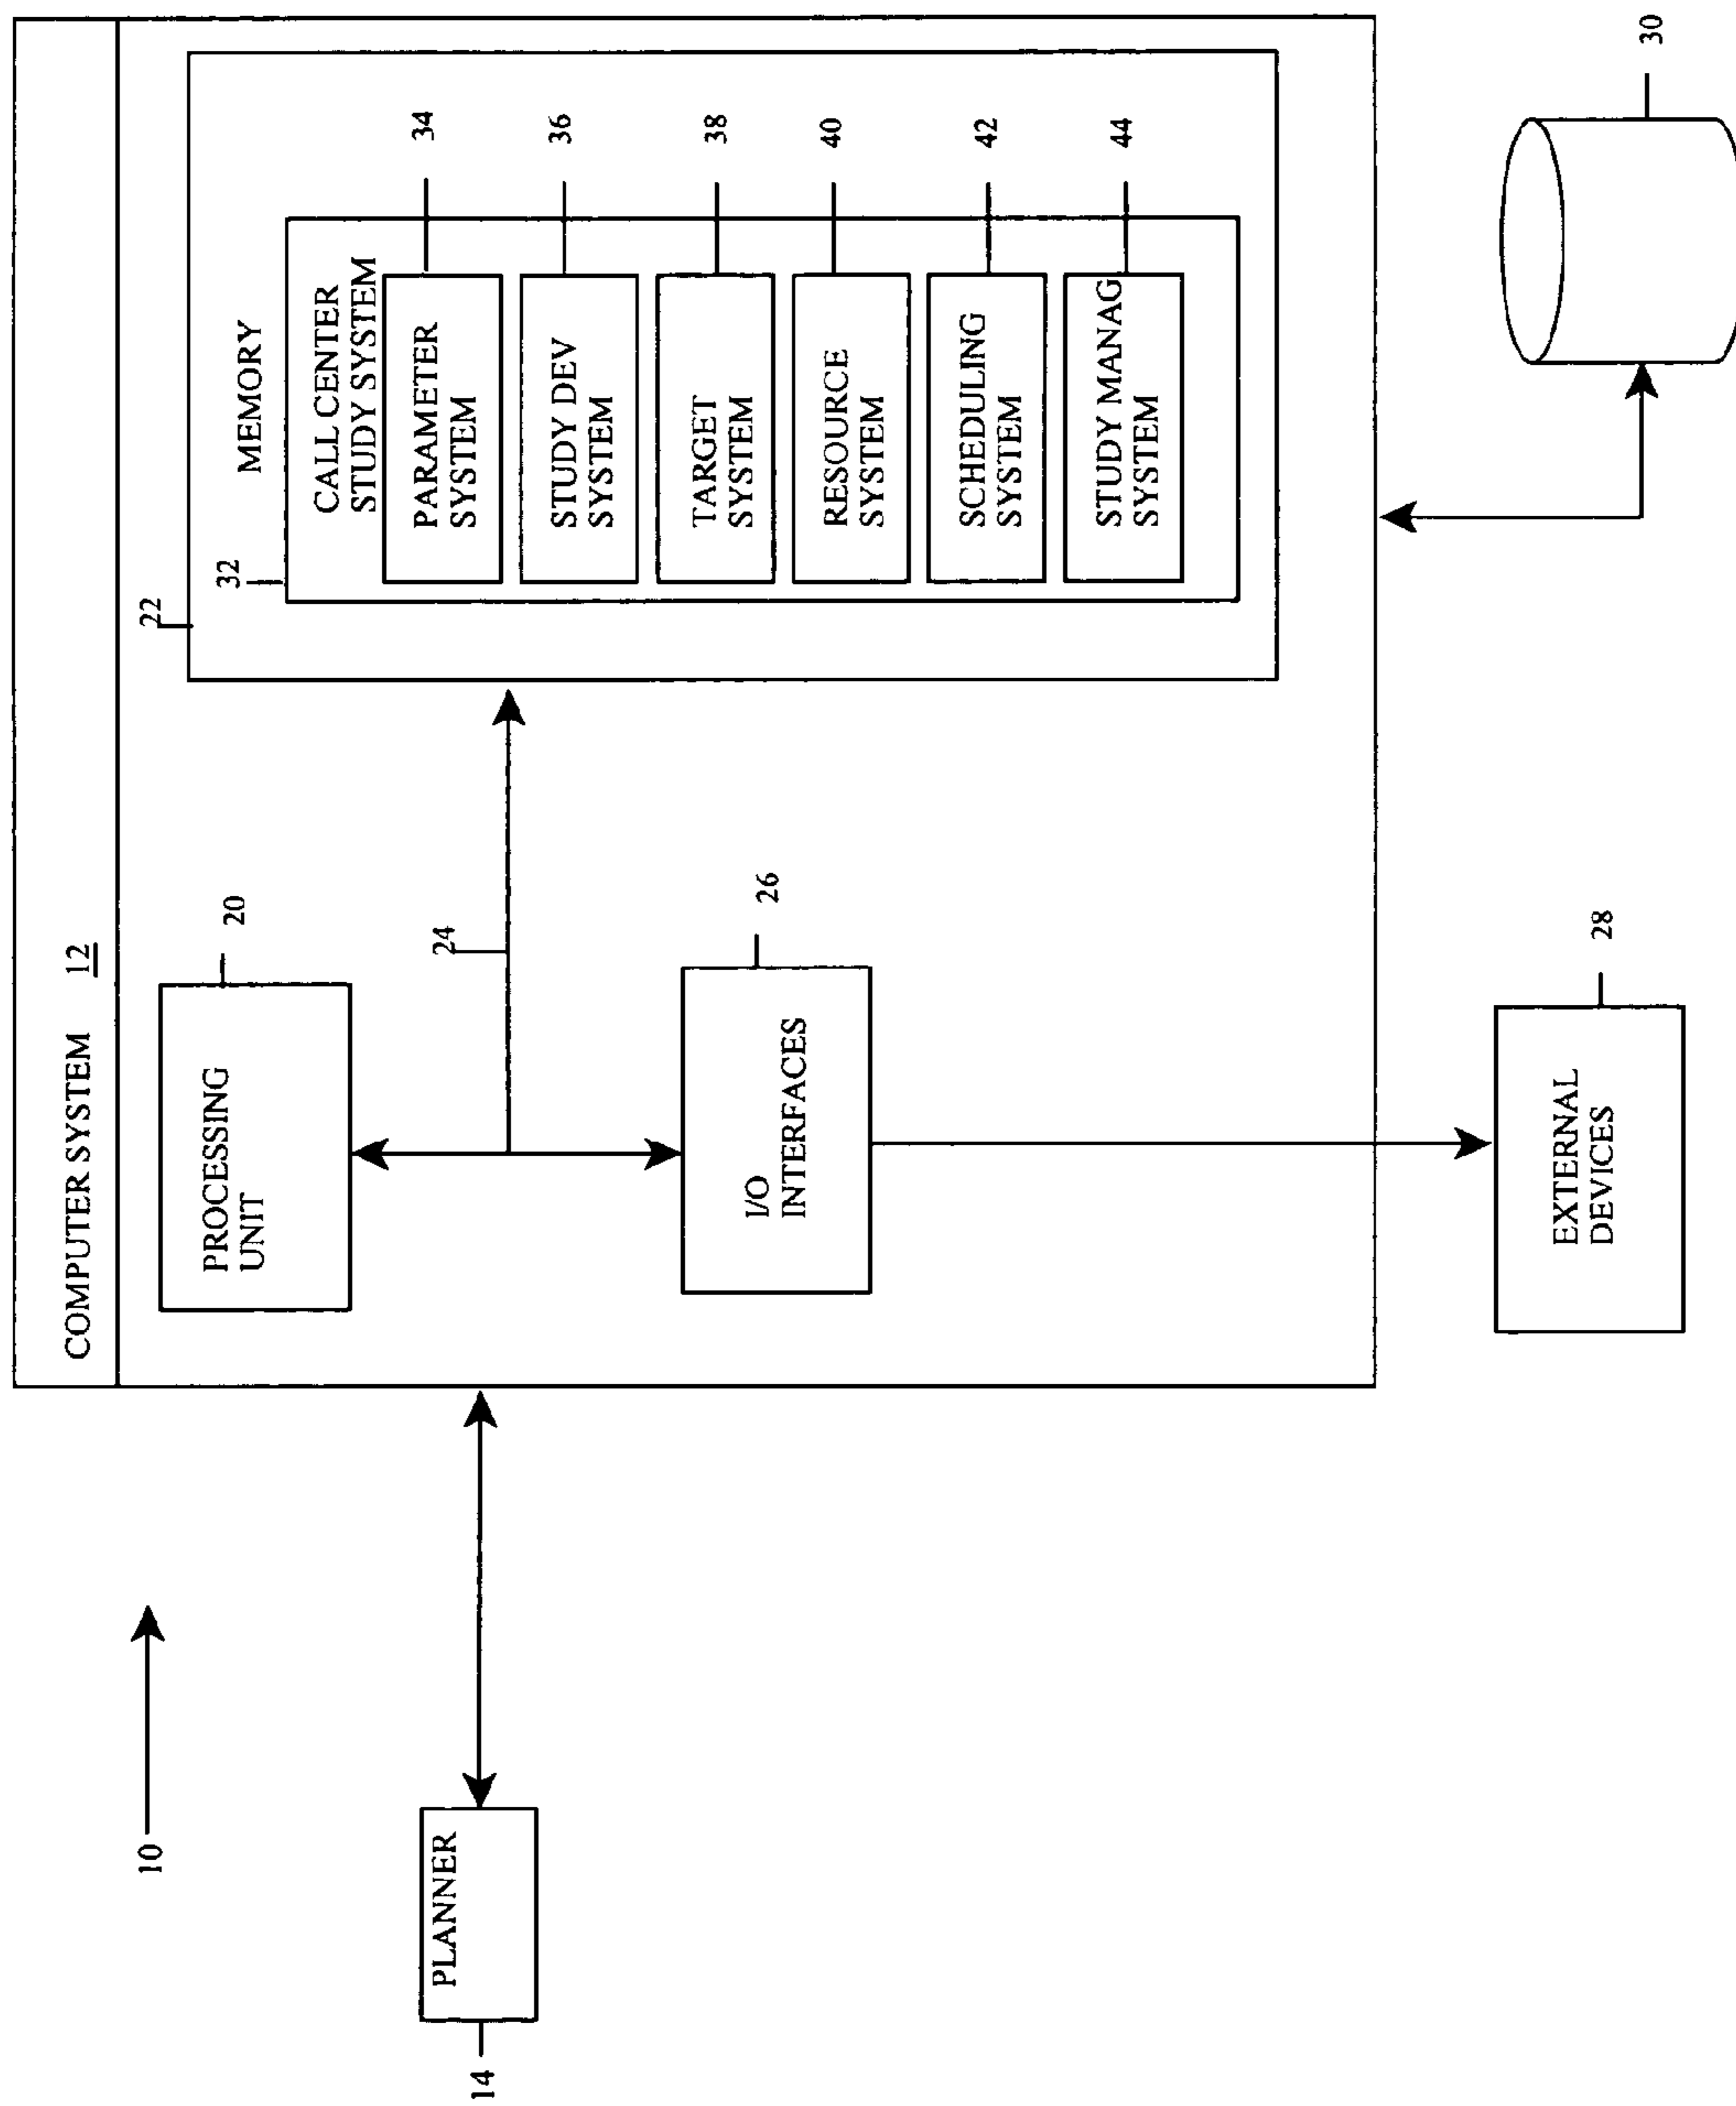 COMPUTER SYSTEM 12
10
PLANNER
14
PROCESSING
UNIT
20
24
I/O
INTERFACES
26
22
MEMORY
32
CALL CENTER
STUDY SYSTEM
PARAMETER
SYSTEM
34
STUDY DEV
SYSTEM
36
TARGET
SYSTEM
38
RESOURCE
SYSTEM
40
SCHEDULING
SYSTEM
42
STUDY MANAG
SYSTEM
44
EXTERNAL
DEVICES
28
30